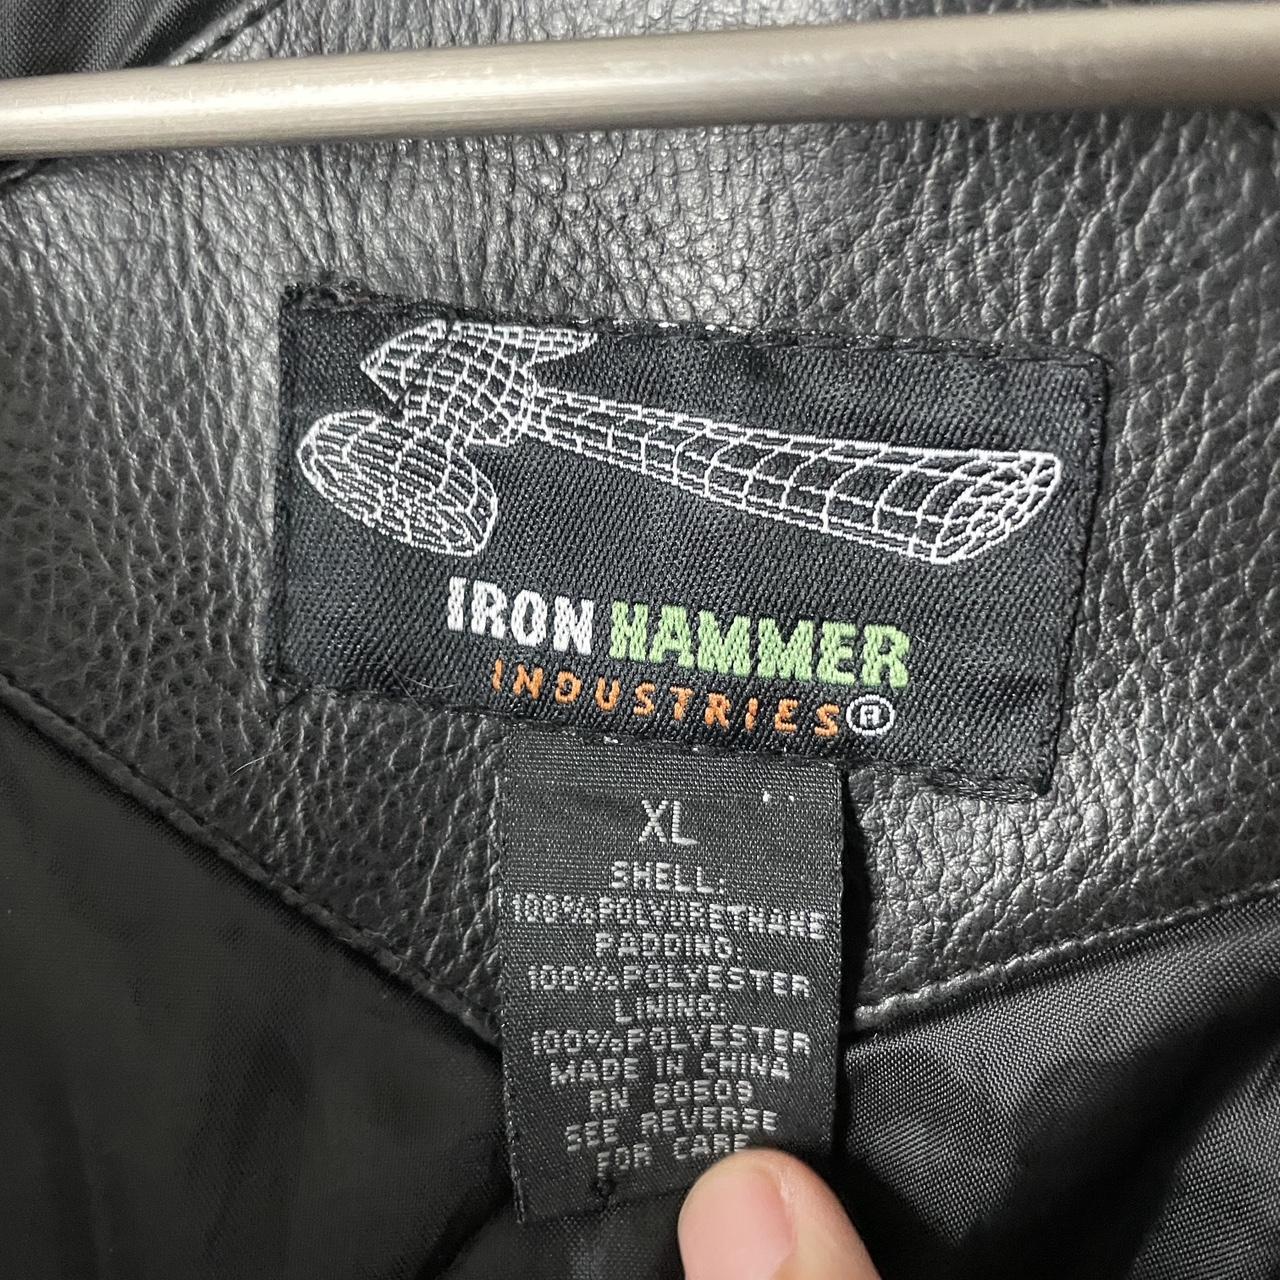 IRON HAMMER
INDUSTRIES®
XL
SHELL:
100%POLYURETHANE
PADDING:
100%POLYESTER
LINING:
100%POLYESTER
MADE IN CHINA
RN
SEE REVERSE
FOR CARE